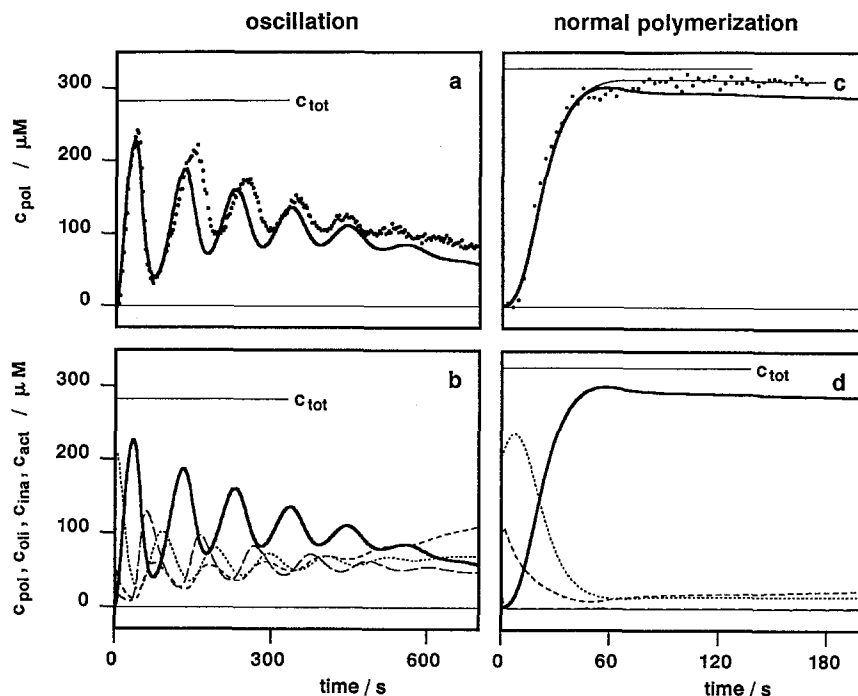 oscillation
normal polymerization
c_pol / μM
300
200
100
0
a
c_tot
c
c_pol, c_oli, c_ina, c_act / μM
300
200
100
0
b
c_tot
d
c_tot
0
300
600
time / s
0
60
120
180
time / s